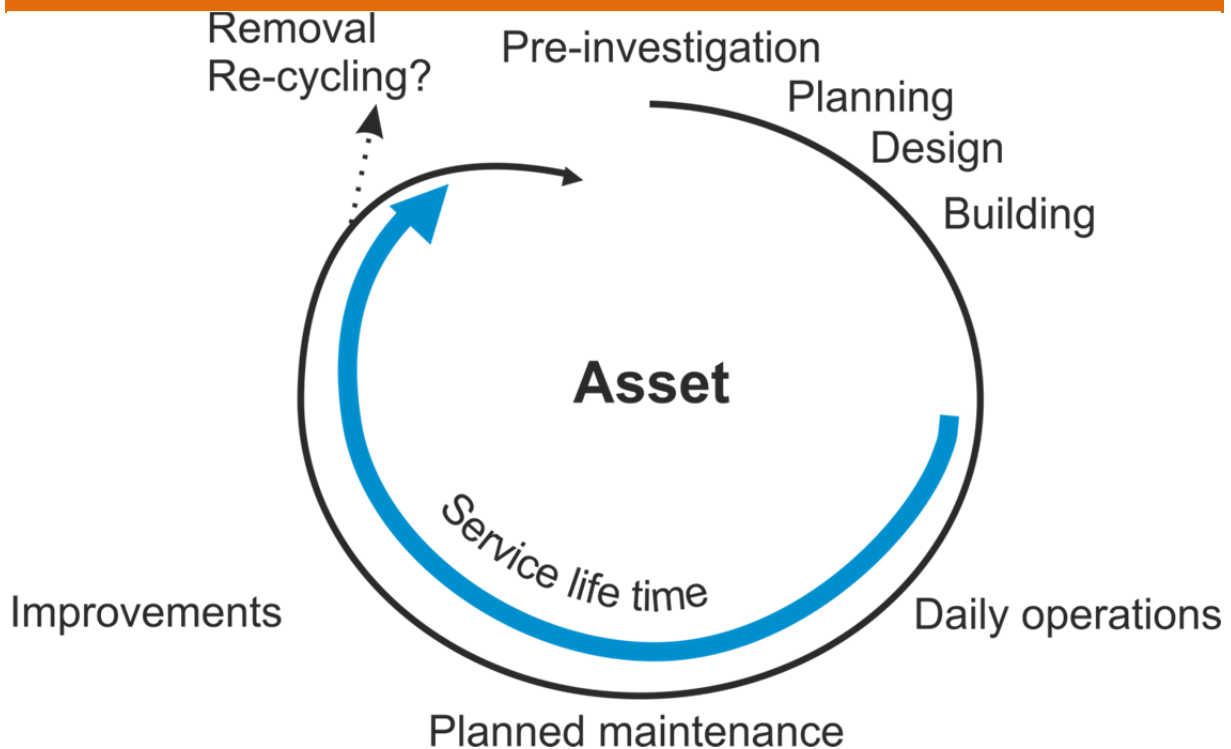 Removal
Re-cycling?
Pre-investigation
Planning
Design
Building
Asset
Service life time
Improvements
Daily operations
Planned maintenance